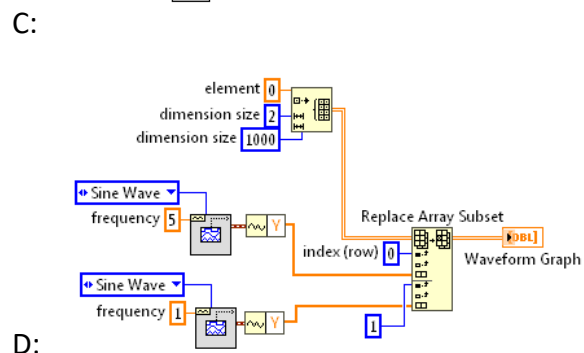 C:
element 0
dimension size 2
dimension size 1000
Sine Wave
frequency 5
Y
Replace Array Subset
index (row) 0
[DBL]
Waveform Graph
Sine Wave
frequency 1
Y
1
D: